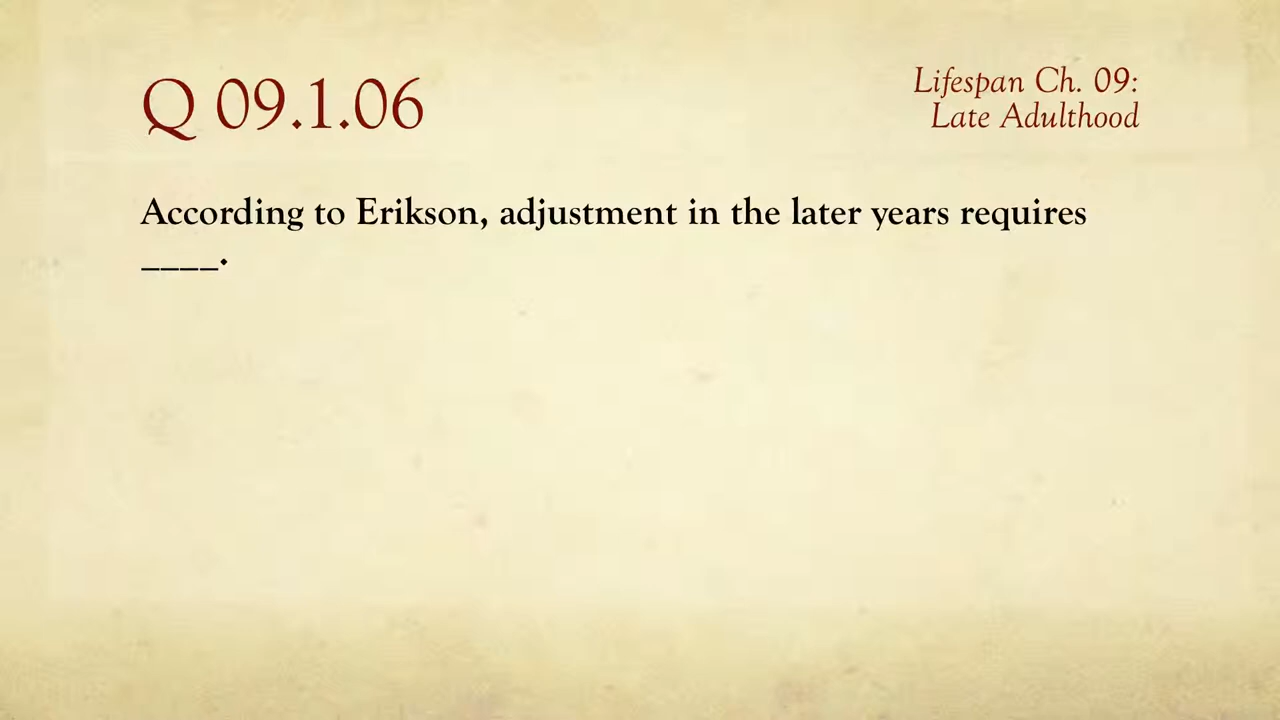 Q 09.1.06
Lifespan Ch. 09:
Late Adulthood
According to Erikson, adjustment in the later years requires
____.